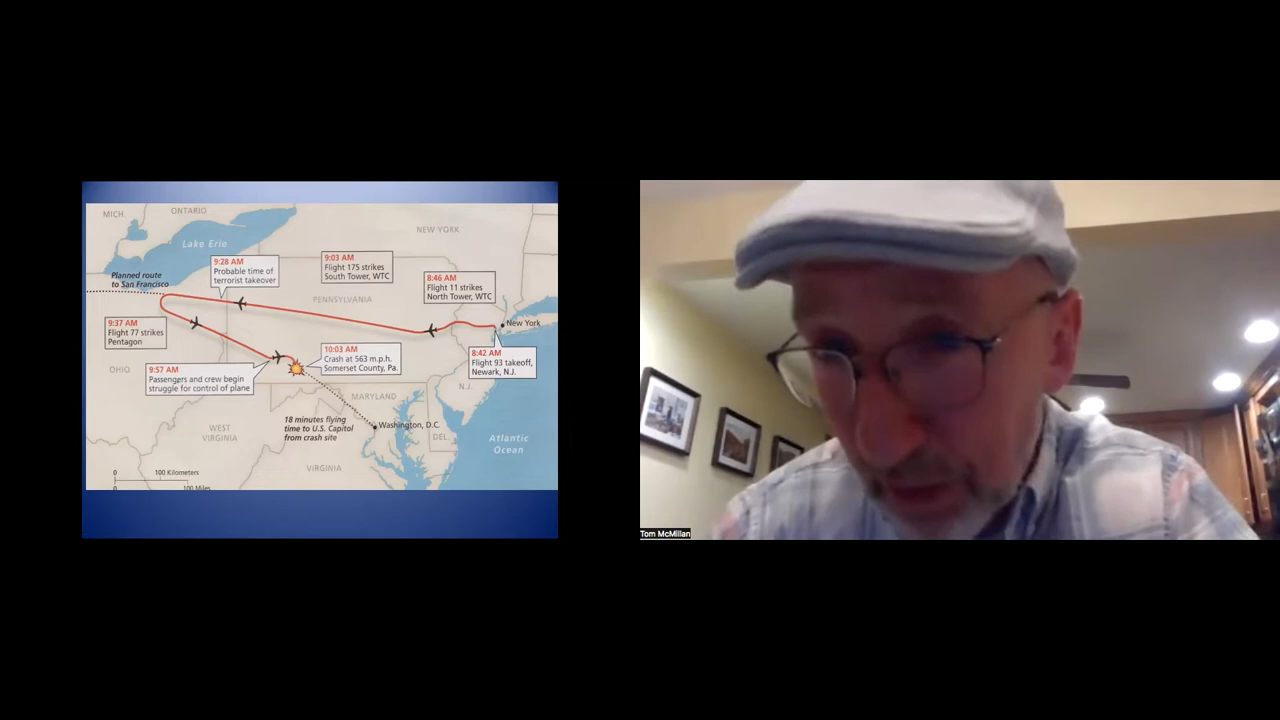 MICH.
ONTARIO
Lake Erie
NEW YORK
Planned route
to San Francisco
9:28 AM
Probable time of
terrorist takeover
9:03 AM
Flight 175 strikes
South Tower, WTC
8:46 AM
Flight 11 strikes
North Tower, WTC
PENNSYLVANIA
New York
9:37 AM
Flight 77 strikes
Pentagon
10:03 AM
Crash at 563 m.p.h.
Somerset County, Pa.
8:42 AM
Flight 93 takeoff,
Newark, N.J.
OHIO
9:57 AM
Passengers and crew begin
struggle for control of plane
N.J.
MARYLAND
18 minutes flying
time to U.S. Capitol
from crash site
Washington, D.C.
DEL.
WEST
VIRGINIA
Atlantic
Ocean
VIRGINIA
0 100 Kilometers
0 100 Miles
Tom McMillan